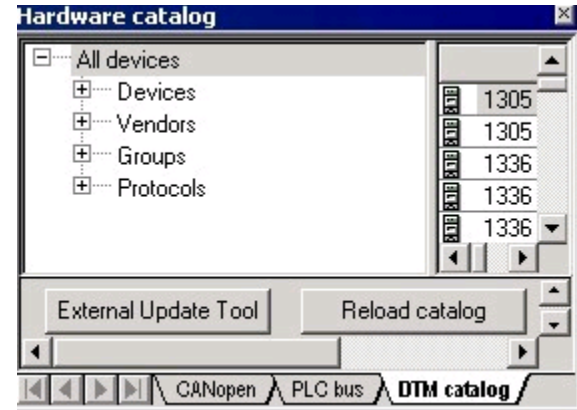 Hardware catalog
All devices
Devices
Vendors
Groups
Protocols
1305
1305
1336
1336
1336
External Update Tool
Reload catalog
CANopen
PLC bus
DTM catalog